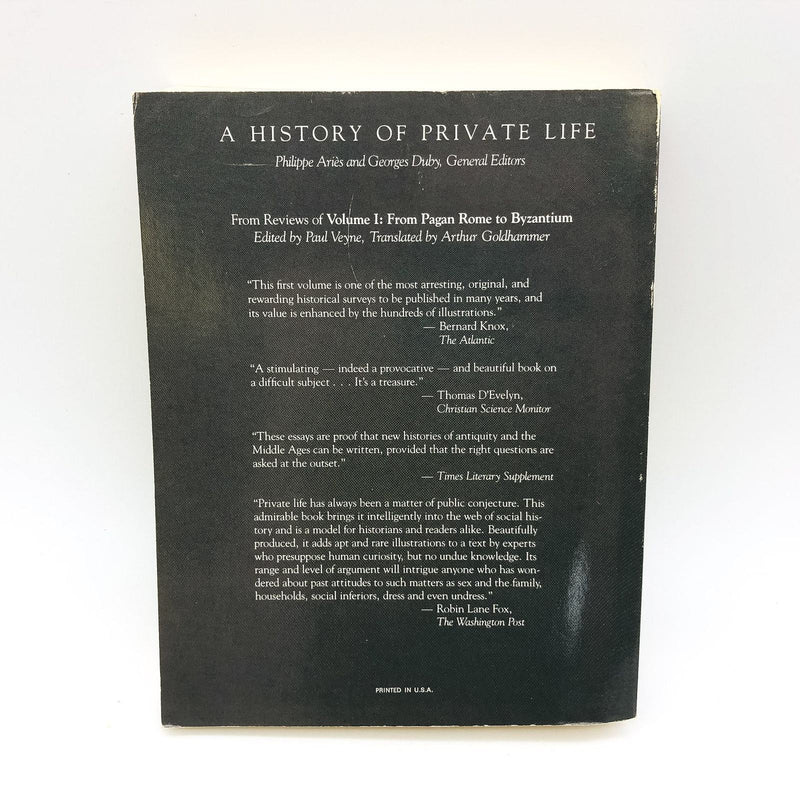 A HISTORY OF PRIVATE LIFE
Philippe Ariès and Georges Duby, General Editors
From Reviews of Volume I: From Pagan Rome to Byzantium
Edited by Paul Veyne, Translated by Arthur Goldhammer
“This first volume is one of the most arresting, original, and
rewarding historical surveys to be published in many years, and
its value is enhanced by the hundreds of illustrations.”
— Bernard Knox,
The Atlantic
“A stimulating — indeed a provocative — and beautiful book on
a difficult subject . . . It's a treasure.”
— Thomas D'Evelyn,
Christian Science Monitor
“These essays are proof that new histories of antiquity and the
Middle Ages can be written, provided that the right questions are
asked at the outset.”
— Times Literary Supplement
“Private life has always been a matter of public conjecture. This
admirable book brings it intelligently into the web of social his-
tory and is a model for historians and readers alike. Beautifully
produced, it adds apt and rare illustrations to a text by experts
who presuppose human curiosity, but no undue knowledge. Its
range and level of argument will intrigue anyone who has won-
dered about past attitudes to such matters as sex and the family,
households, social inferiors, dress and even undress.”
— Robin Lane Fox,
The Washington Post
PRINTED IN U.S.A.